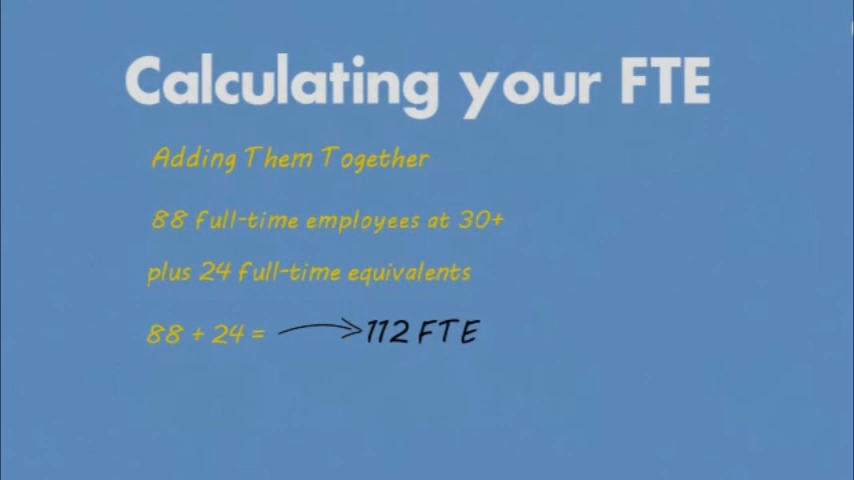 Calculating your FTE
Adding Them Together
88 full-time employees at 30+
plus 24 full-time equivalents
88 + 24 = 112 FTE